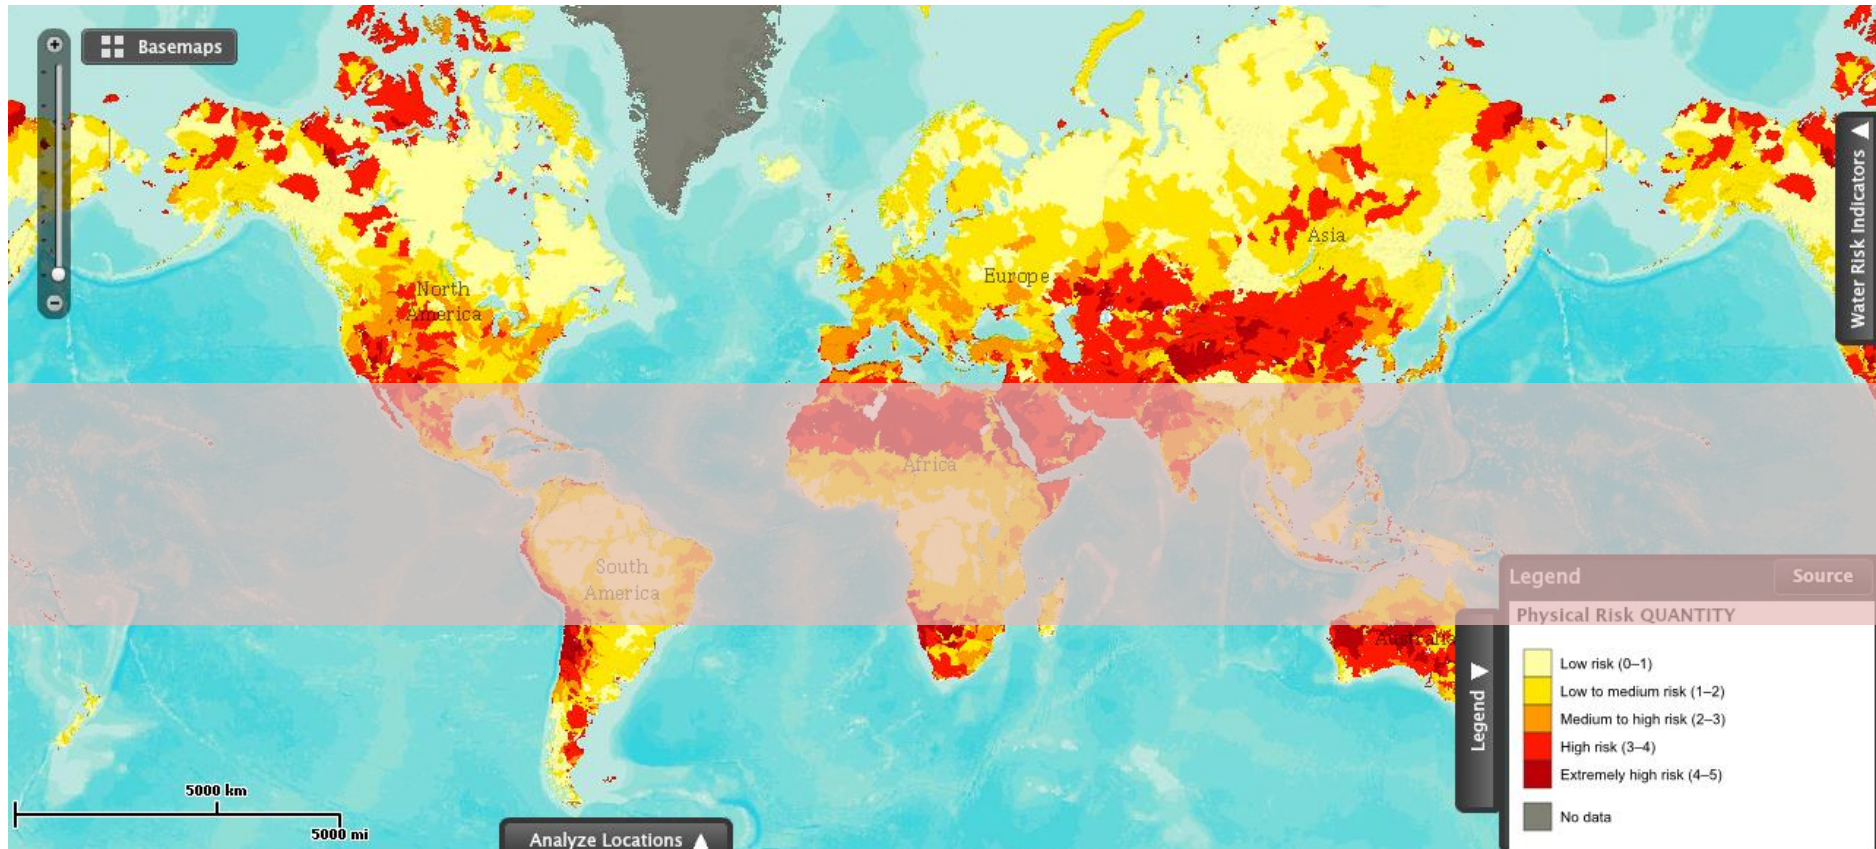 Basemaps
Water Risk Indicators
Asia
Europe
North
America
Africa
South
America
Legend
Source
Physical Risk QUANTITY
Low risk (0–1)
Low to medium risk (1–2)
Medium to high risk (2–3)
High risk (3–4)
Extremely high risk (4–5)
No data
Legend
5000 km
5000 mi
Analyze Locations